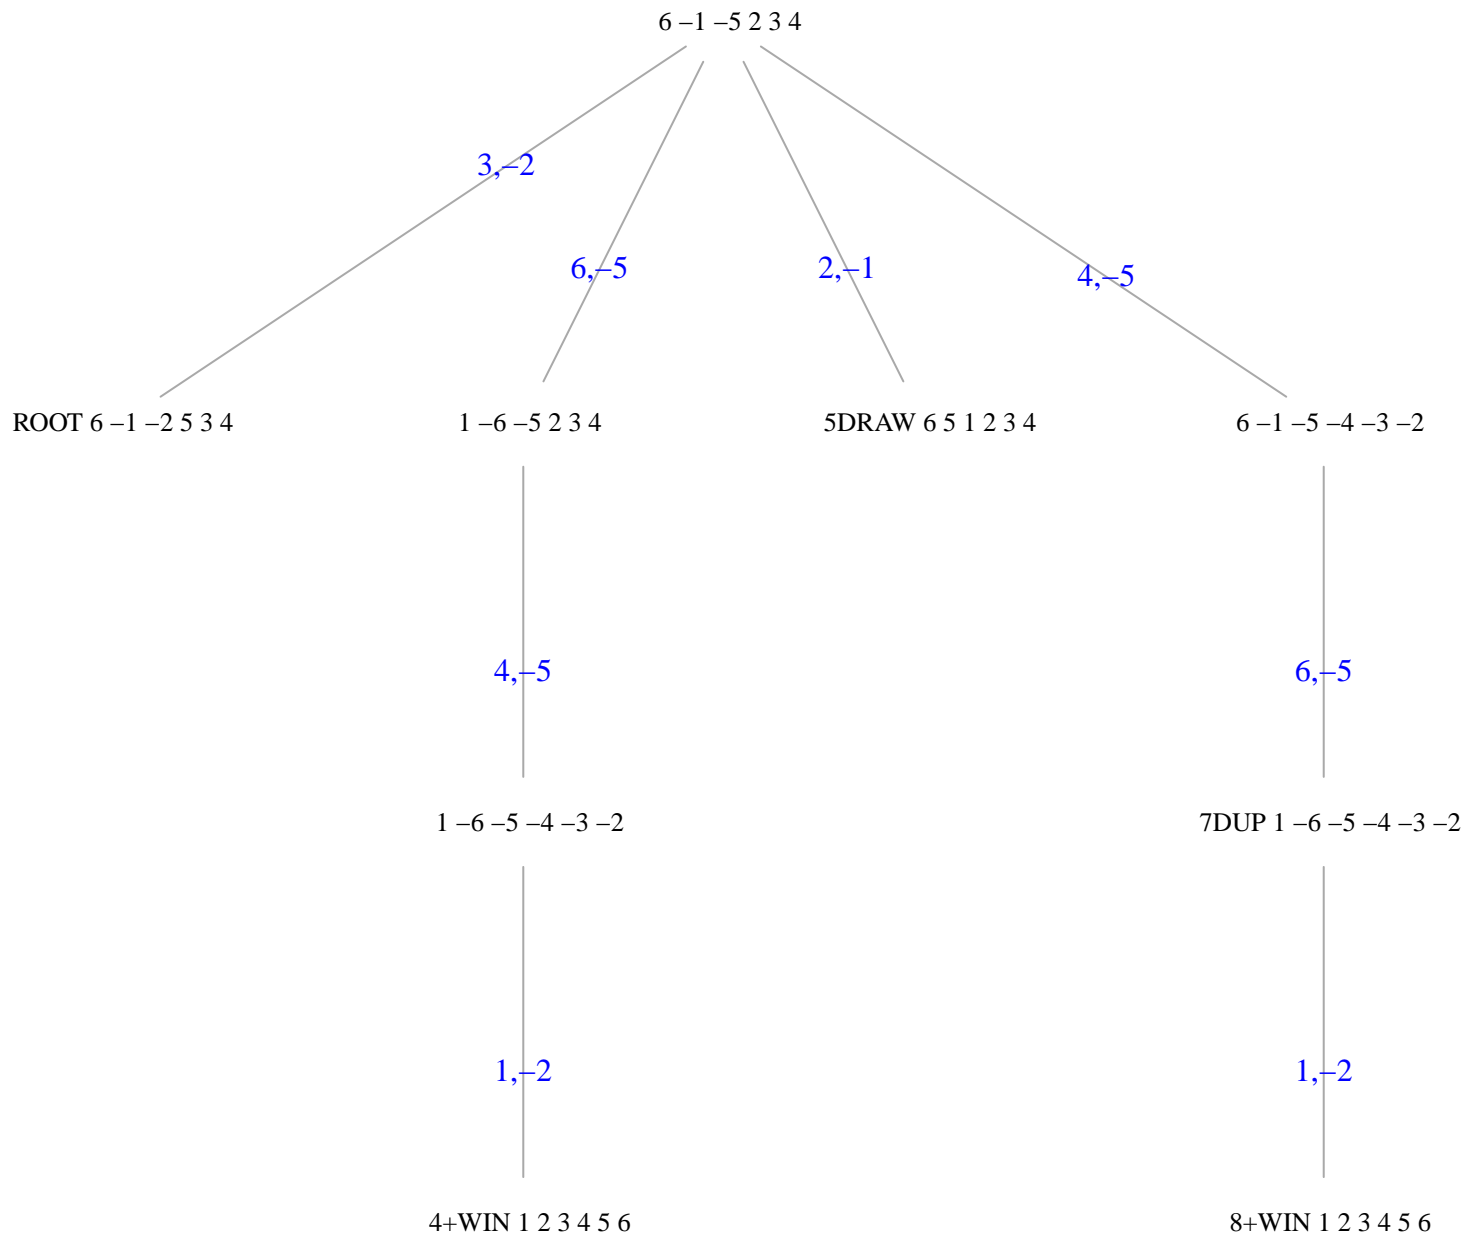 6 –1 –5 2 3 4
3,–2
6,–5
2,–1
4,–5
ROOT 6 –1 –2 5 3 4
1 –6 –5 2 3 4
5DRAW 6 5 1 2 3 4
6 –1 –5 –4 –3 –2
4,–5
6,–5
1 –6 –5 –4 –3 –2
7DUP 1 –6 –5 –4 –3 –2
1,–2
1,–2
4+WIN 1 2 3 4 5 6
8+WIN 1 2 3 4 5 6